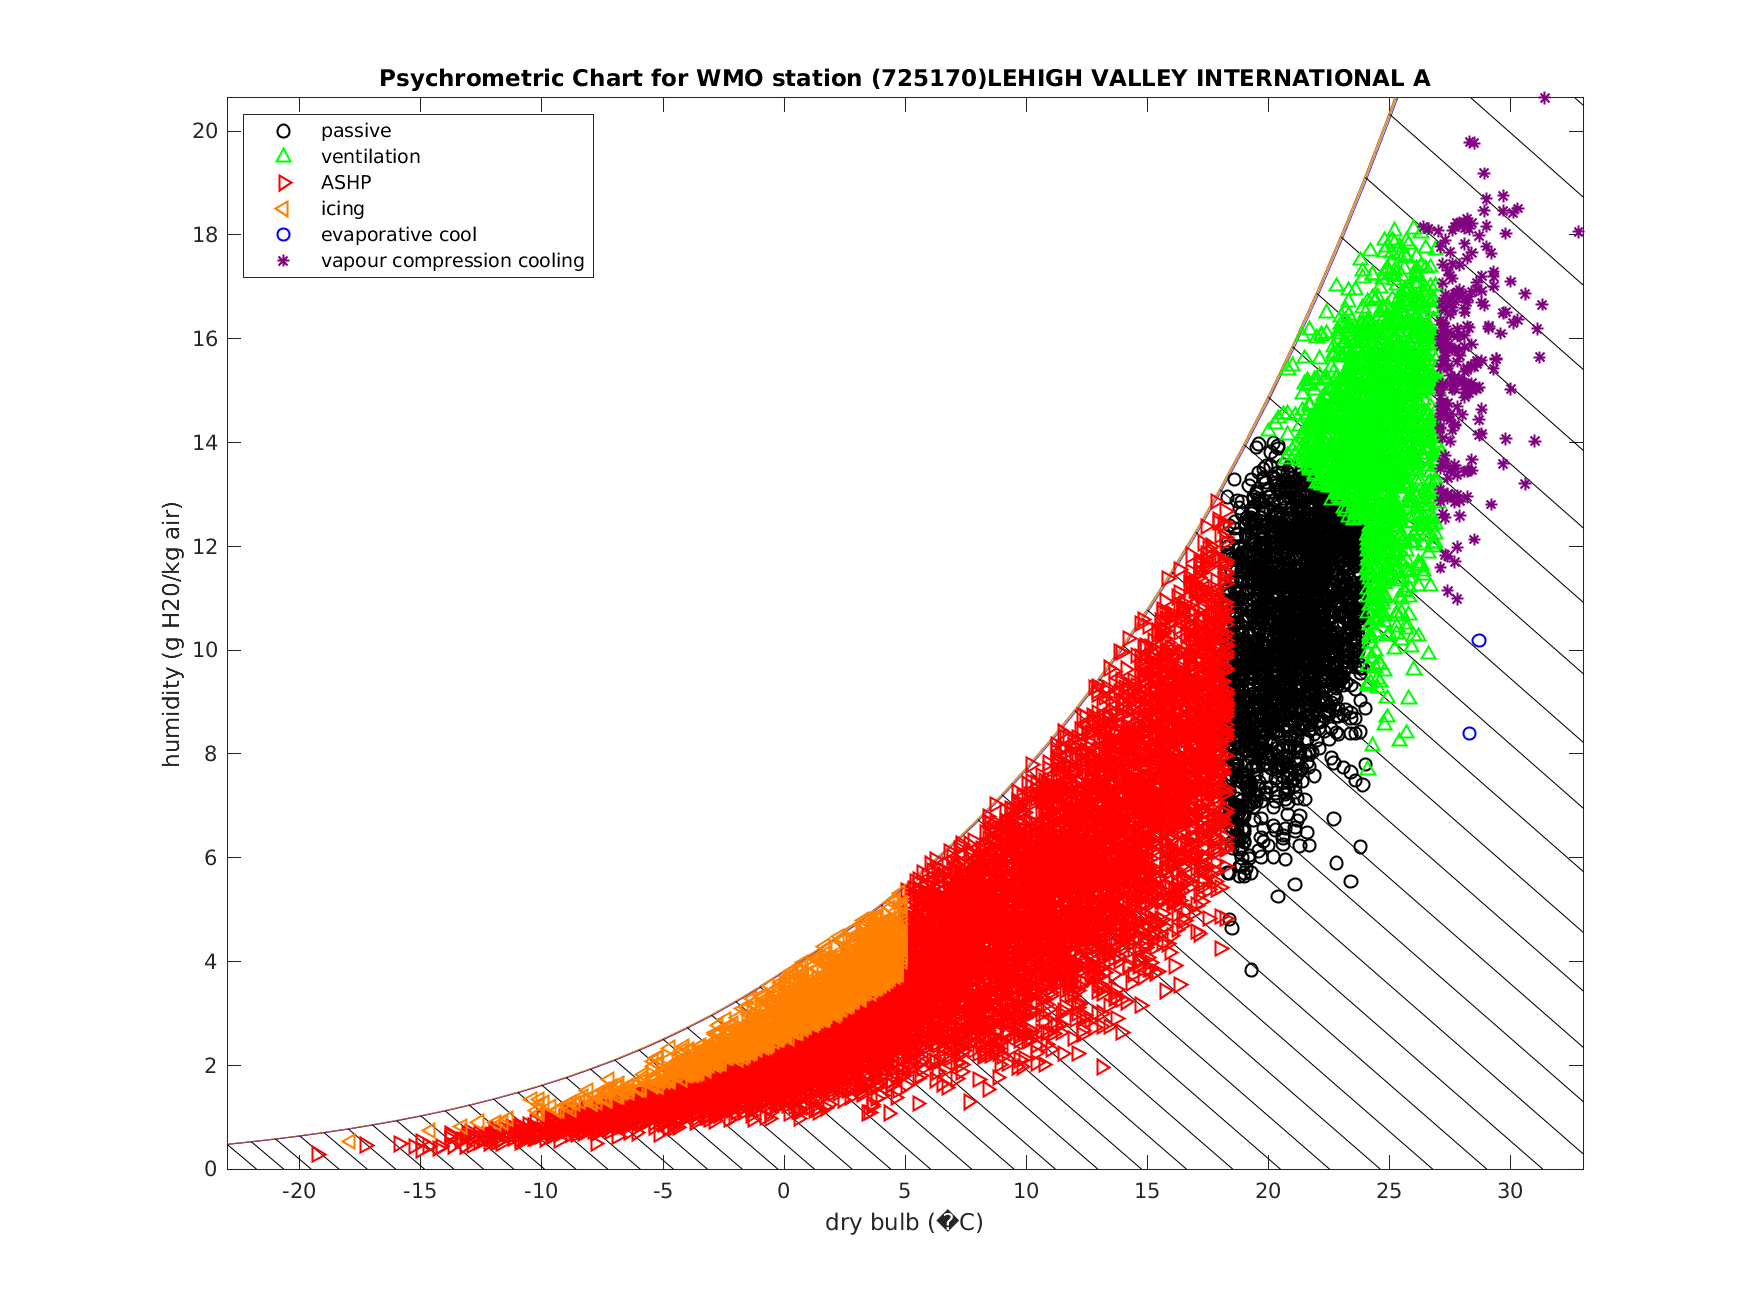 Psychrometric Chart for WMO station (725170)LEHIGH VALLEY INTERNATIONAL A
passive
ventilation
ASHP
icing
evaporative cool
vapour compression cooling
humidity (g H20/kg air)
20
18
16
14
12
10
8
6
4
2
0
-20 -15 -10 -5 0 5 10 15 20 25 30
dry bulb (�C)